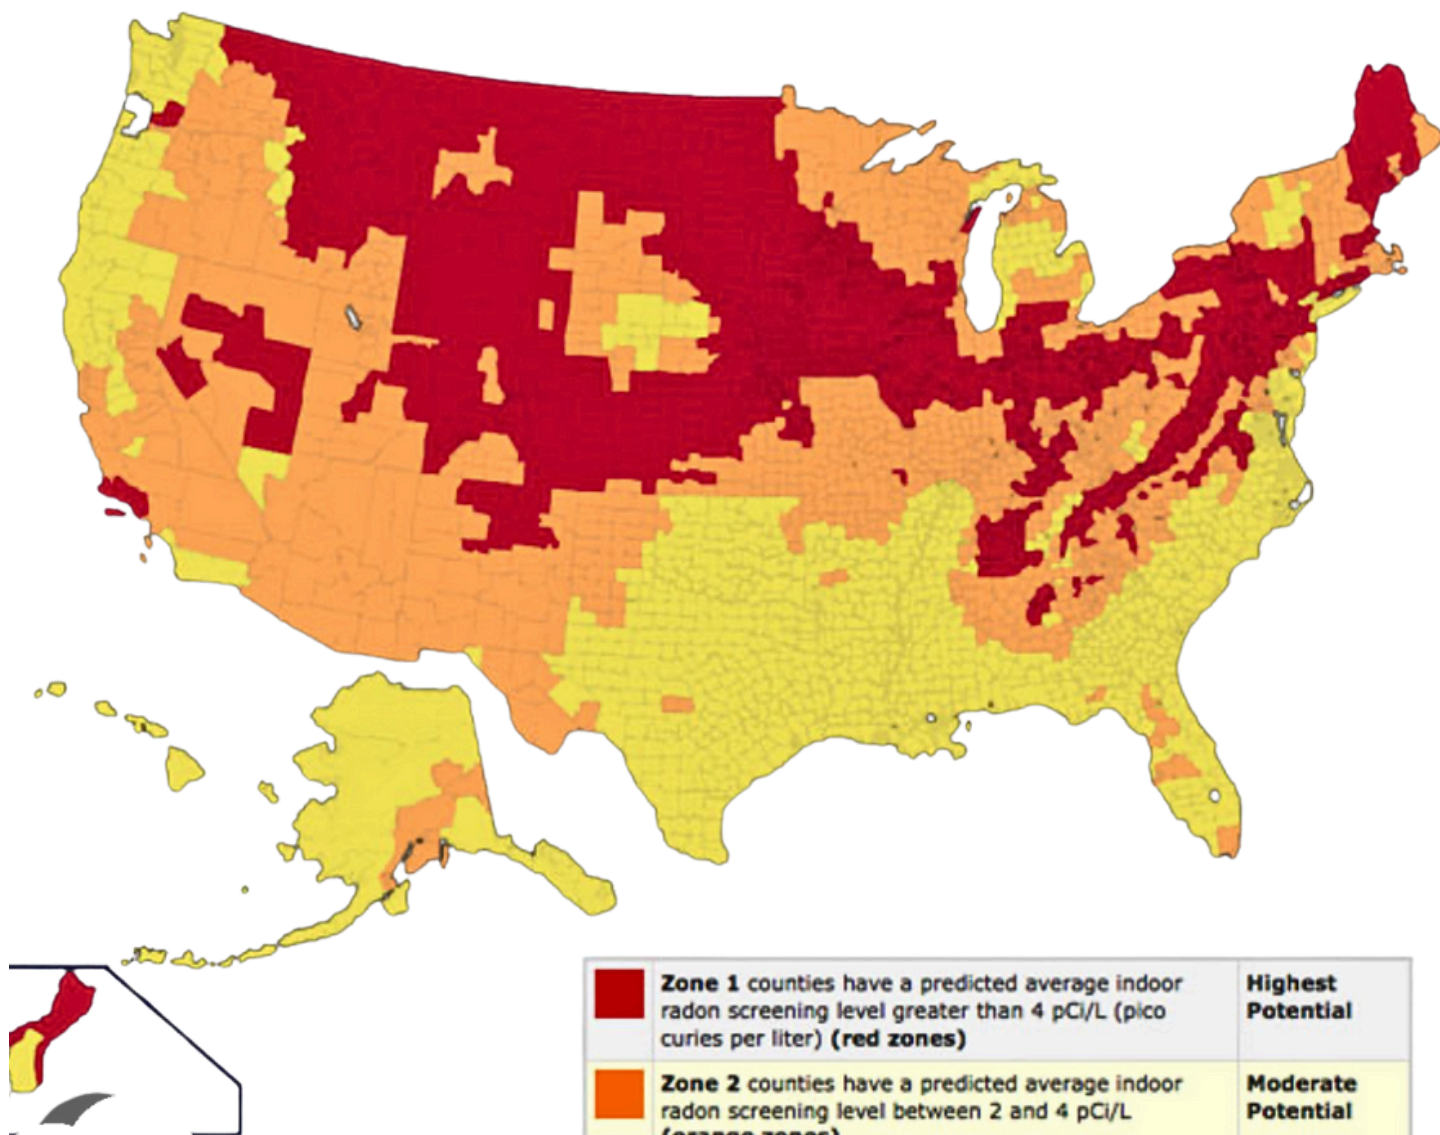 Zone 1 counties have a predicted average indoor
radon screening level greater than 4 pCi/L (pico
curies per liter) (red zones)
Highest
Potential
Zone 2 counties have a predicted average indoor
radon screening level between 2 and 4 pCi/L
(orange zones)
Moderate
Potential